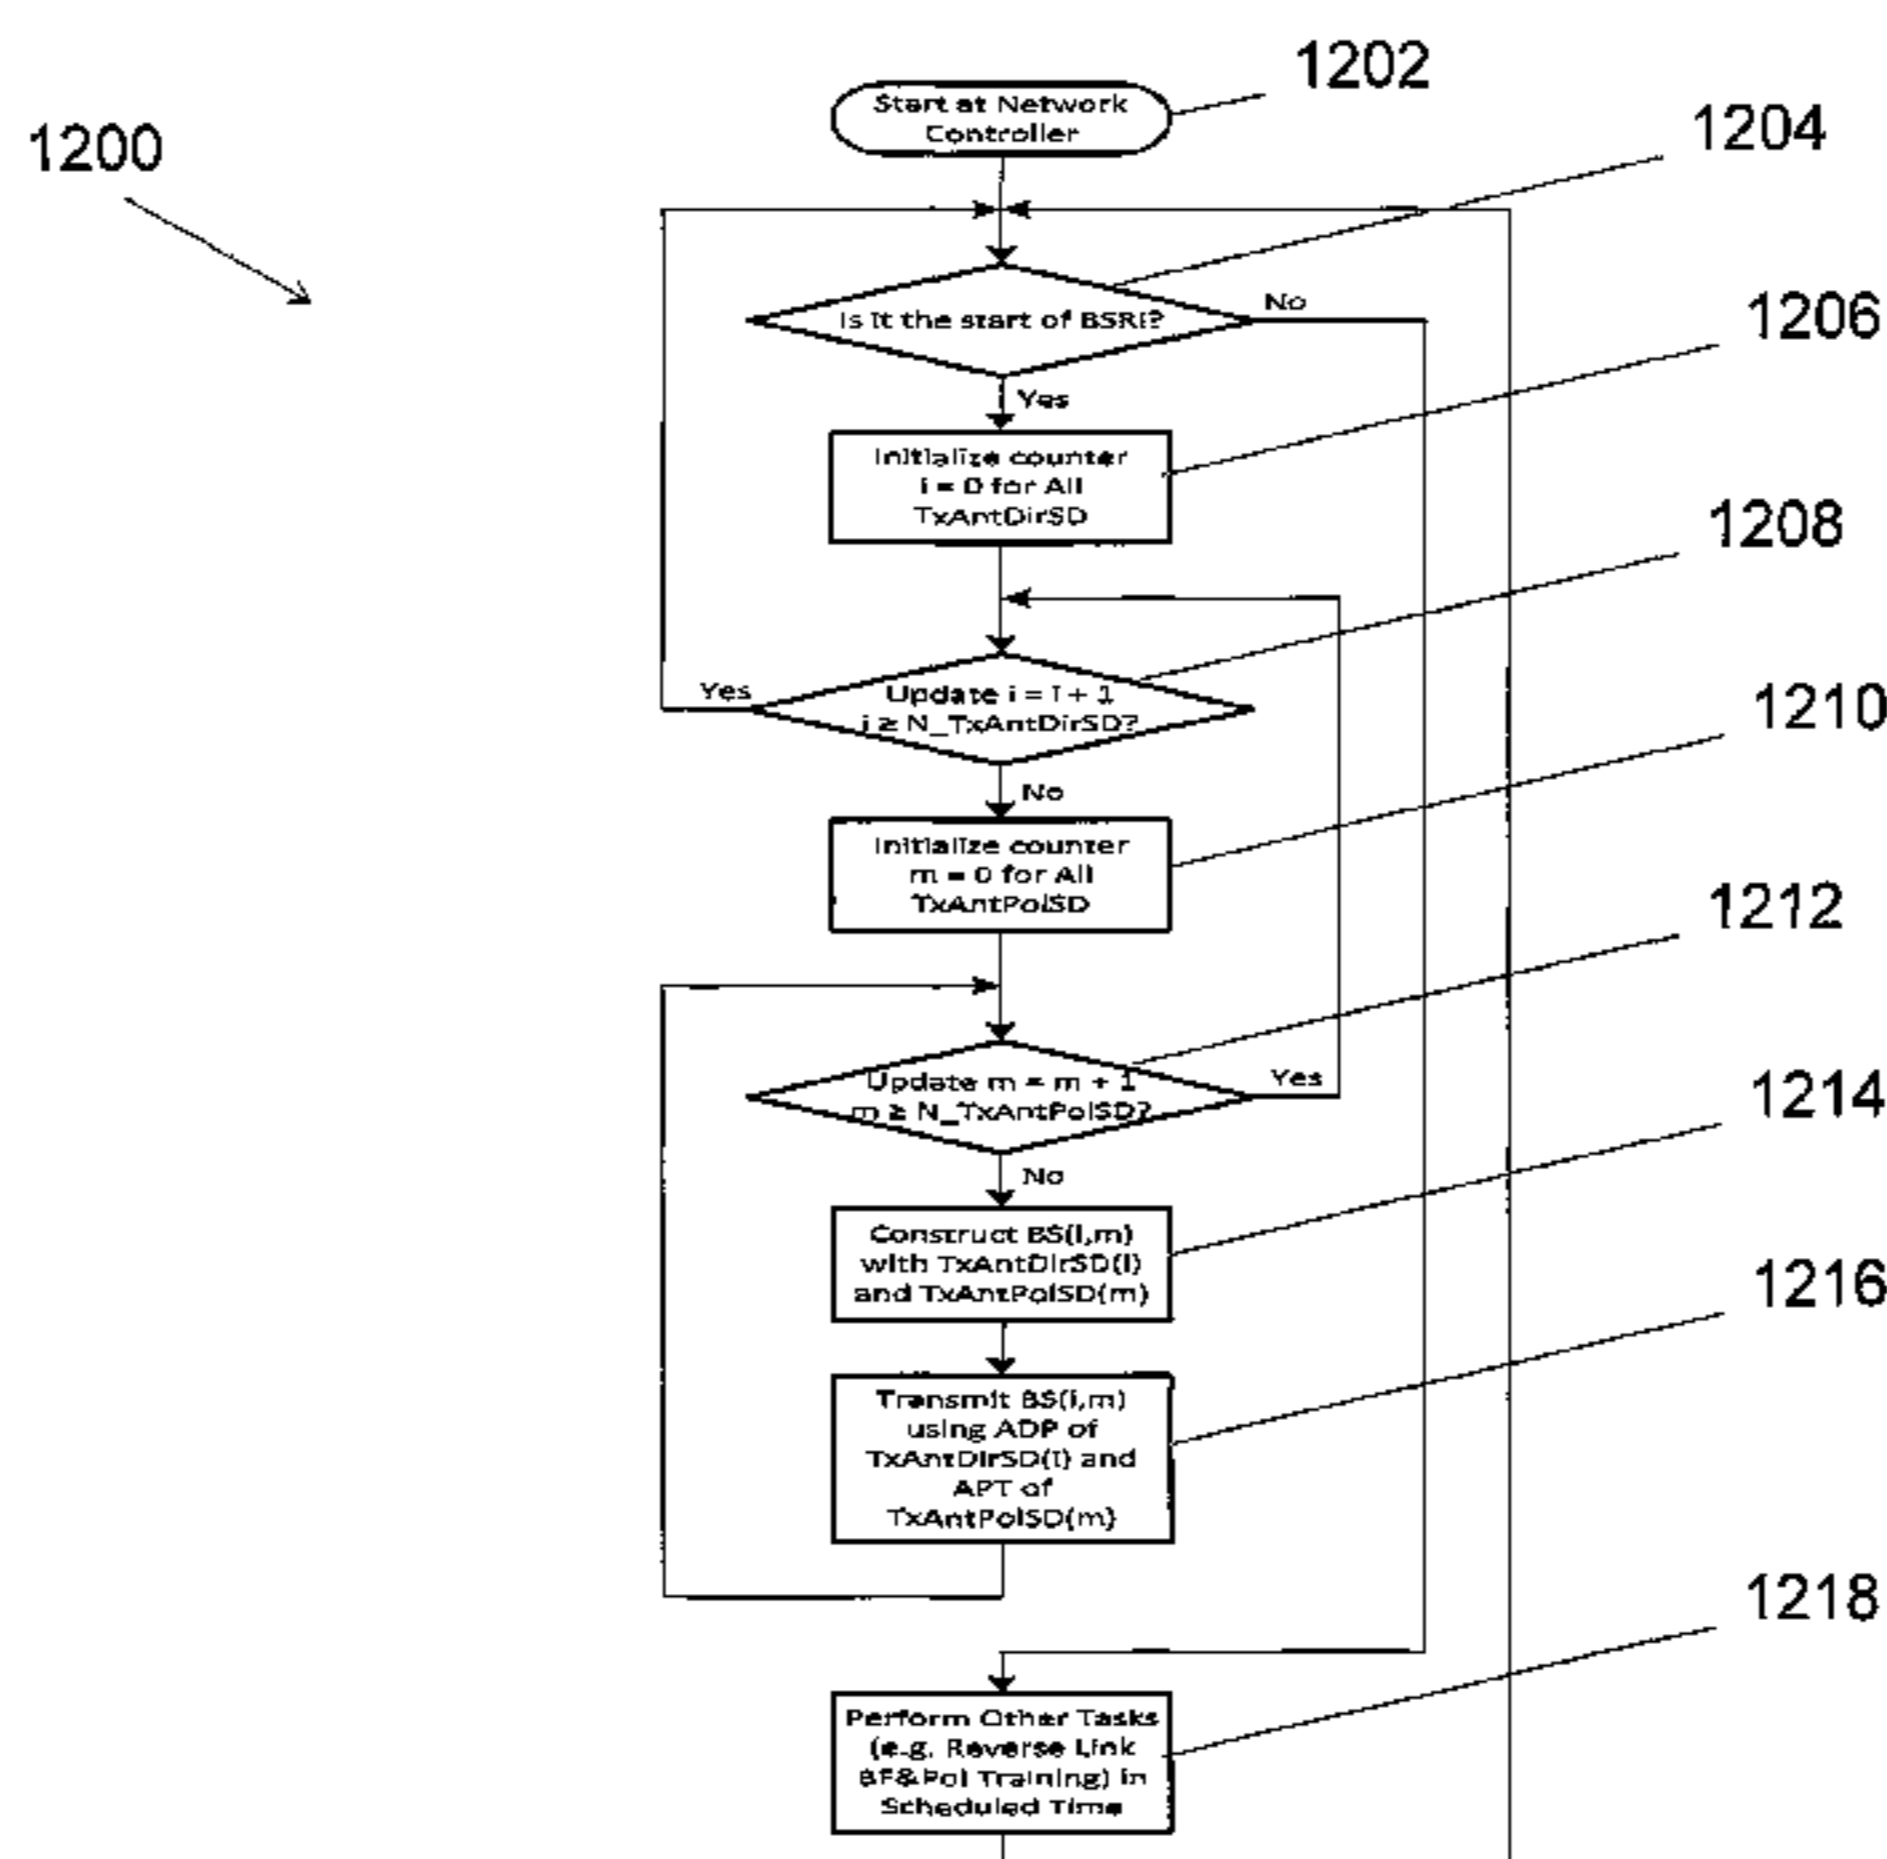 1202
Start at Network
Controller
1204
1200
Is it the start of BSRI?
No
1206
Yes
Initialize counter
i = 0 for All
TxAntDirSD
1208
Yes
Update i = i + 1
i ≥ N_TxAntDirSD?
1210
No
Initialize counter
m = 0 for All
TxAntPolSD
1212
Update m = m + 1
m ≥ N_TxAntPolSD?
Yes
1214
No
Construct BS(i,m)
with TxAntDirSD(i)
and TxAntPolSD(m)
1216
Transmit BS(i,m)
using ADP of
TxAntDirSD(i) and
APT of
TxAntPolSD(m)
1218
Perform Other Tasks
(e.g. Reverse Link
BF&Pol Training) in
Scheduled Time